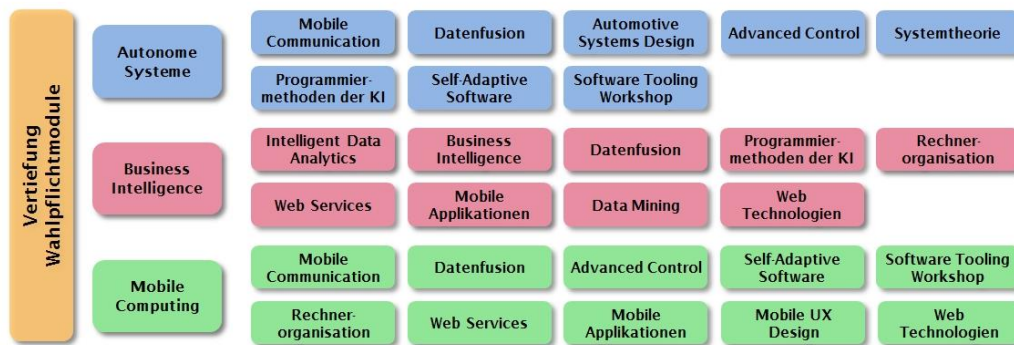 Vertiefung
Wahlpflichtmodule
Autonome
Systeme
Mobile
Communication
Datenfusion
Automotive
Systems Design
Advanced Control
Systemtheorie
Programmier-
methoden der KI
Self-Adaptive
Software
Software Tooling
Workshop
Business
Intelligence
Intelligent Data
Analytics
Business
Intelligence
Datenfusion
Programmier-
methoden der KI
Rechner-
organisation
Web Services
Mobile
Applikationen
Data Mining
Web
Technologien
Mobile
Computing
Mobile
Communication
Datenfusion
Advanced Control
Self-Adaptive
Software
Software Tooling
Workshop
Rechner-
organisation
Web Services
Mobile
Applikationen
Mobile UX
Design
Web
Technologien